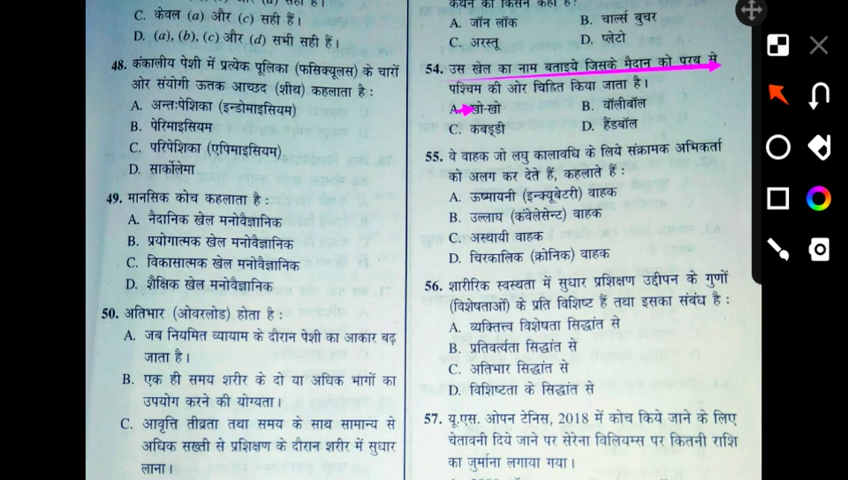 C. केवल (a) और (c) सही हैं।
D. (a), (b), (c) और (d) सभी सही हैं।
48. कंकालीय पेशी में प्रत्येक पूलिका (फसिक्यूलस) के चारों
ओर संयोगी ऊतक आच्छद (शीथ) कहलाता है :
A. अन्तःपेशिका (इन्डोमाइसियम)
B. पेरिमाइसियम
C. परिपेशिका (एपिमाइसियम)
D. सार्कोलेमा
49. मानसिक कोच कहलाता है :
A. नैदानिक खेल मनोवैज्ञानिक
B. प्रयोगात्मक खेल मनोवैज्ञानिक
C. विकासात्मक खेल मनोवैज्ञानिक
D. शैक्षिक खेल मनोवैज्ञानिक
50. अतिभार (ओवरलोड) होता है :
A. जब नियमित व्यायाम के दौरान पेशी का आकार बढ़
जाता है।
B. एक ही समय शरीर के दो या अधिक भागों का
उपयोग करने की योग्यता।
C. आवृत्ति तीव्रता तथा समय के साथ सामान्य से
अधिक सख्ती से प्रशिक्षण के दौरान शरीर में सुधार
लाना।
कथन को किसने कहा है?
A. जॉन लॉक B. चार्ल्स बुचर
C. अरस्तू D. प्लेटो
54. उस खेल का नाम बताइये जिसके मैदान को पूरब से
पश्चिम की ओर चिह्नित किया जाता है।
A. खो-खो B. वॉलीबॉल
C. कबड्डी D. हैंडबॉल
55. वे वाहक जो लघु कालावधि के लिये संक्रामक अभिकर्ता
को अलग कर देते हैं, कहलाते हैं :
A. ऊष्मायनी (इन्क्यूबेटरी) वाहक
B. उल्लाघ (कंवेलेसेन्ट) वाहक
C. अस्थायी वाहक
D. चिरकालिक (क्रोनिक) वाहक
56. शारीरिक स्वस्थता में सुधार प्रशिक्षण उद्दीपन के गुणों
(विशेषताओं) के प्रति विशिष्ट हैं तथा इसका संबंध है :
A. व्यक्तित्त्व विशेषता सिद्धांत से
B. प्रतिवर्त्यता सिद्धांत से
C. अतिभार सिद्धांत से
D. विशिष्टता के सिद्धांत से
57. यू.एस. ओपन टेनिस, 2018 में कोच किये जाने के लिए
चेतावनी दिये जाने पर सेरेना विलियम्स पर कितनी राशि
का जुर्माना लगाया गया।